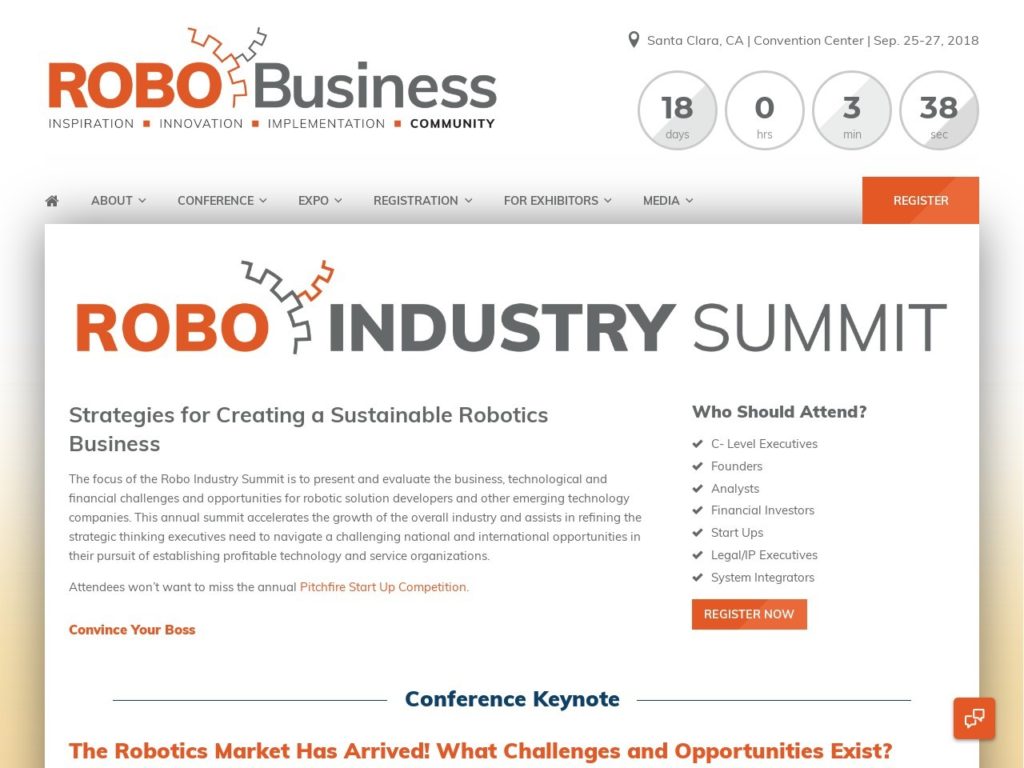 ROBO Business
INSPIRATION ■ INNOVATION ■ IMPLEMENTATION ■ COMMUNITY
Santa Clara, CA | Convention Center | Sep. 25-27, 2018
18 0 3 38
days hrs min sec
ABOUT CONFERENCE EXPO REGISTRATION FOR EXHIBITORS MEDIA REGISTER
ROBO INDUSTRY SUMMIT
Strategies for Creating a Sustainable Robotics
Business
The focus of the Robo Industry Summit is to present and evaluate the business, technological and
financial challenges and opportunities for robotic solution developers and other emerging technology
companies. This annual summit accelerates the growth of the overall industry and assists in refining the
strategic thinking executives need to navigate a challenging national and international opportunities in
their pursuit of establishing profitable technology and service organizations.
Attendees won't want to miss the annual Pitchfire Start Up Competition.
Convince Your Boss
Who Should Attend?
C- Level Executives
Founders
Analysts
Financial Investors
Start Ups
Legal/IP Executives
System Integrators
REGISTER NOW
Conference Keynote
The Robotics Market Has Arrived! What Challenges and Opportunities Exist?